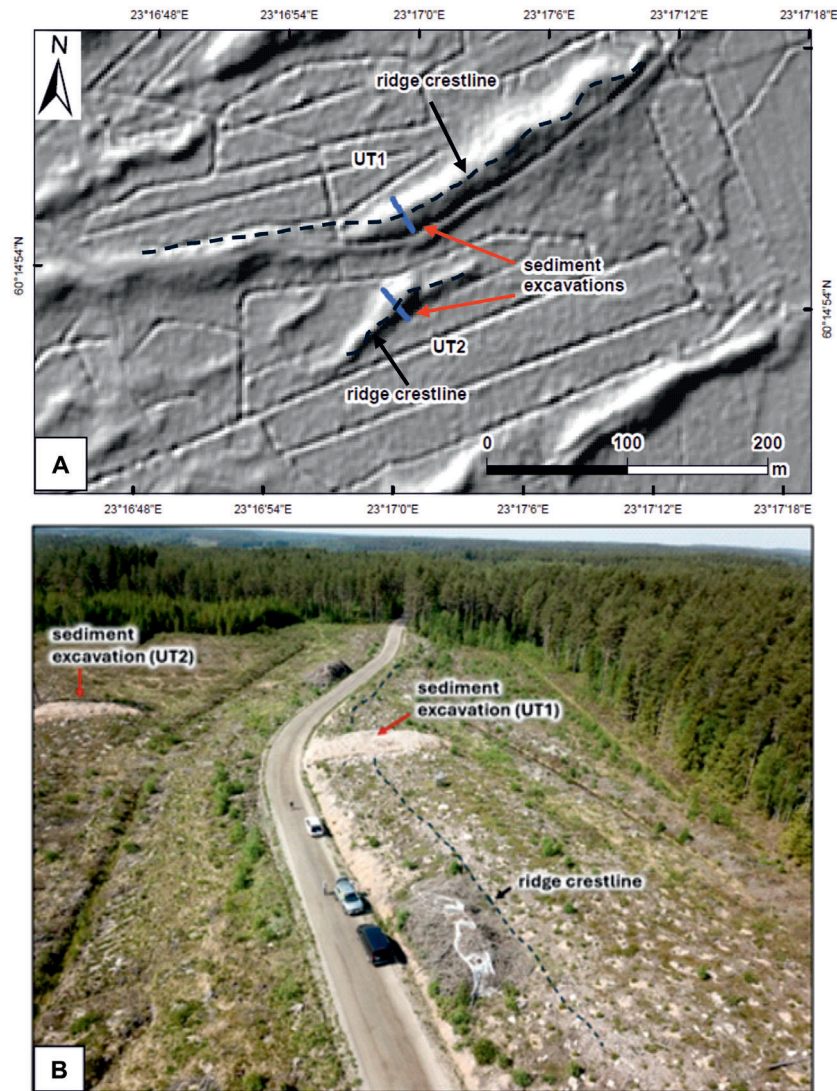 23°16'48"E 23°16'54"E 23°17'0"E 23°17'6"E 23°17'12"E 23°17'18"E
N
ridge crestline
UT1
60°14'54"N
sediment
excavations
60°14'54"N
UT2
ridge crestline
0 100 200
m
A
23°16'48"E 23°16'54"E 23°17'0"E 23°17'6"E 23°17'12"E 23°17'18"E
sediment
excavation (UT2)
sediment
excavation (UT1)
ridge crestline
B